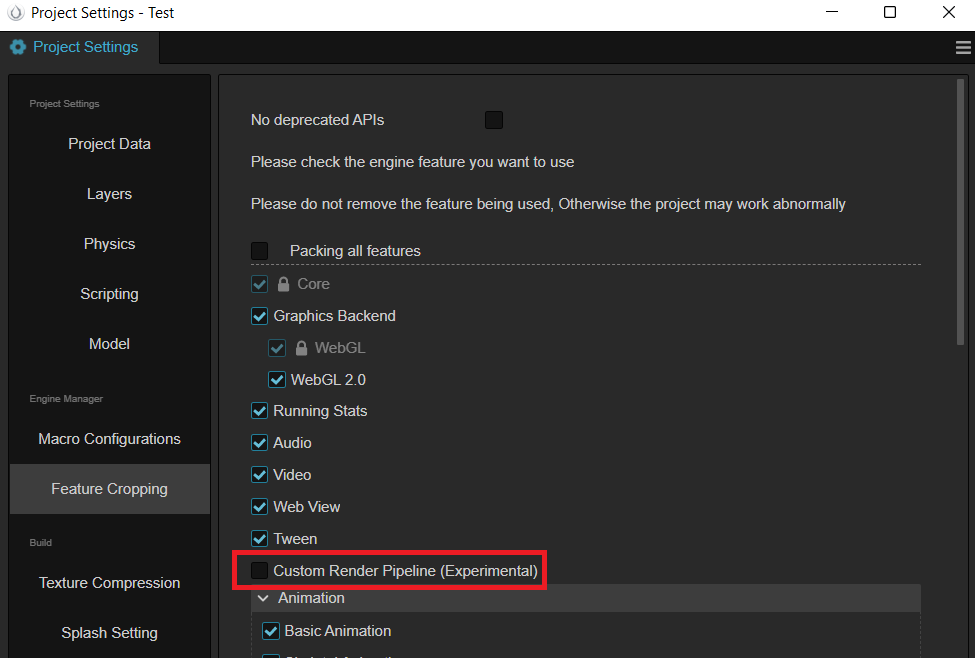 Project Settings - Test
Project Settings
Project Settings
Project Data
Layers
Physics
Scripting
Model
Engine Manager
Macro Configurations
Feature Cropping
Build
Texture Compression
Splash Setting
No deprecated APIs
Please check the engine feature you want to use
Please do not remove the feature being used, Otherwise the project may work abnormally
Packing all features
Core
Graphics Backend
WebGL
WebGL 2.0
Running Stats
Audio
Video
Web View
Tween
Custom Render Pipeline (Experimental)
Animation
Basic Animation